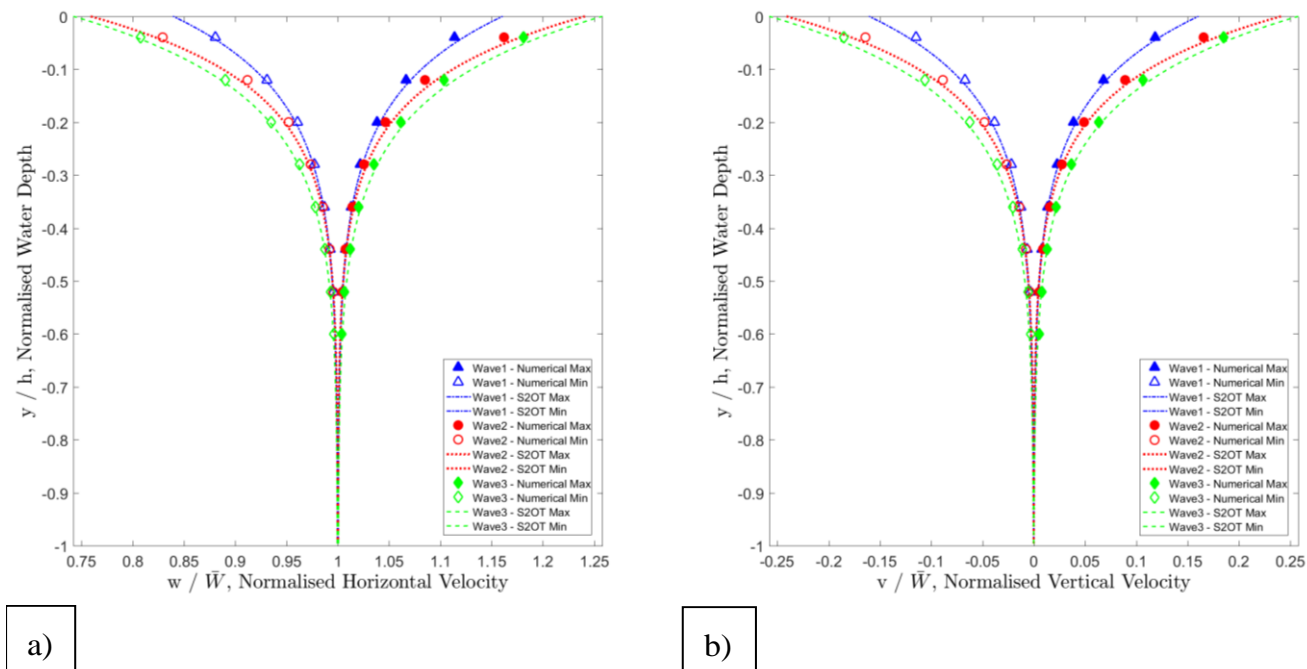 0
-0.1
-0.2
-0.3
-0.4
-0.5
-0.6
-0.7
-0.8
-0.9
-1
y / h, Normalised Water Depth
Wave1 - Numerical Max
Wave1 - Numerical Min
Wave1 - S2OT Max
Wave1 - S2OT Min
Wave2 - Numerical Max
Wave2 - Numerical Min
Wave2 - S2OT Max
Wave2 - S2OT Min
Wave3 - Numerical Max
Wave3 - Numerical Min
Wave3 - S2OT Max
Wave3 - S2OT Min
0.75 0.8 0.85 0.9 0.95 1 1.05 1.1 1.15 1.2 1.25
w / W̄, Normalised Horizontal Velocity
a)
0
-0.1
-0.2
-0.3
-0.4
-0.5
-0.6
-0.7
-0.8
-0.9
-1
y / h, Normalised Water Depth
Wave1 - Numerical Max
Wave1 - Numerical Min
Wave1 - S2OT Max
Wave1 - S2OT Min
Wave2 - Numerical Max
Wave2 - Numerical Min
Wave2 - S2OT Max
Wave2 - S2OT Min
Wave3 - Numerical Max
Wave3 - Numerical Min
Wave3 - S2OT Max
Wave3 - S2OT Min
-0.25 -0.2 -0.15 -0.1 -0.05 0 0.05 0.1 0.15 0.2 0.25
v / W̄, Normalised Vertical Velocity
b)